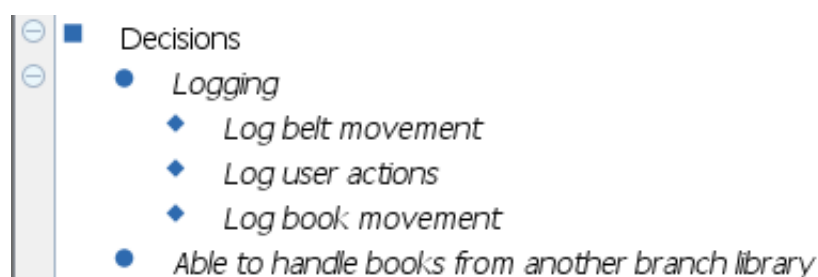 Decisions
Logging
Log belt movement
Log user actions
Log book movement
Able to handle books from another branch library